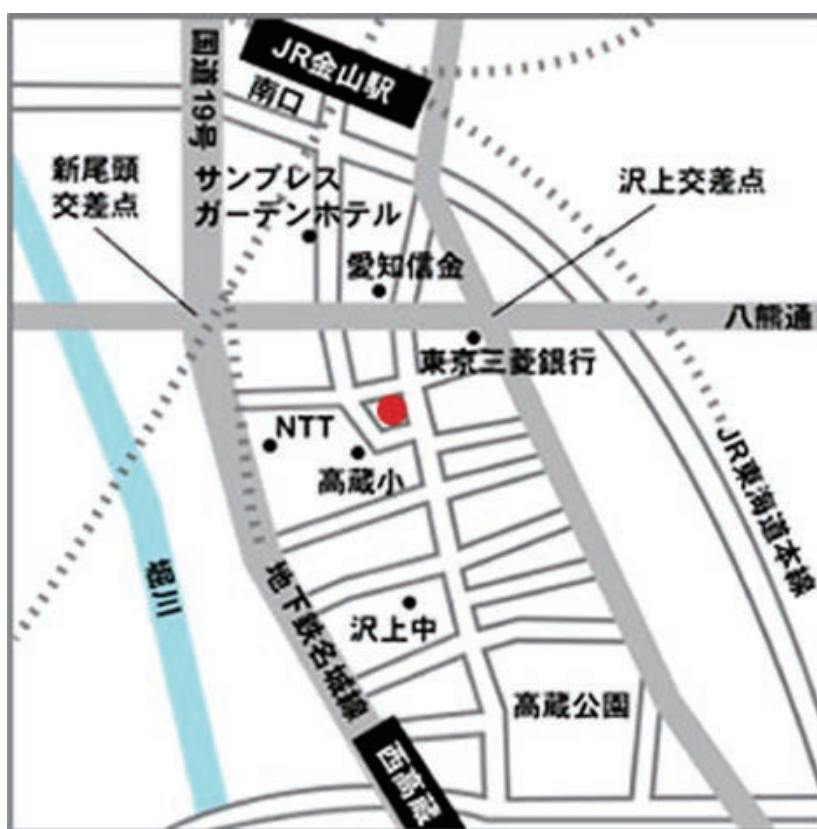 JR金山駅
南口
国道19号
新尾頭
交差点
サンプレス
ガーデンホテル
沢上交差点
愛知信金
八熊通
東京三菱銀行
NTT
高蔵小
JR東海道本線
堀川
地下鉄名城線
沢上中
高蔵公園
西高蔵